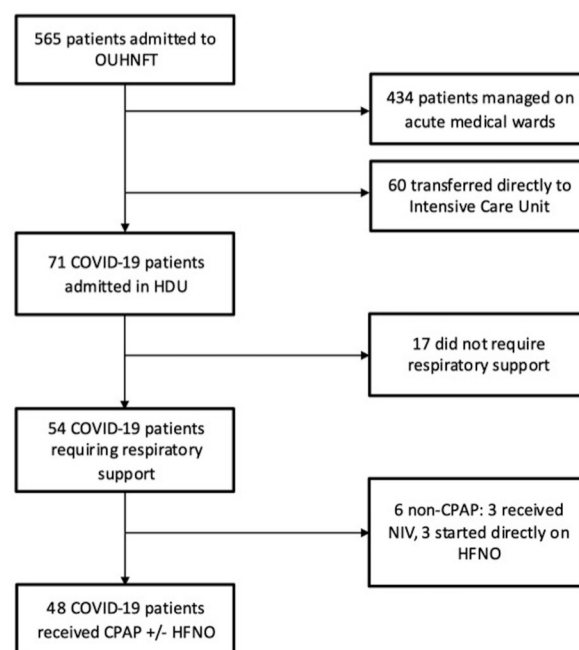 565 patients admitted to
OUHNFT
434 patients managed on
acute medical wards
60 transferred directly to
Intensive Care Unit
71 COVID-19 patients
admitted in HDU
17 did not require
respiratory support
54 COVID-19 patients
requiring respiratory
support
6 non-CPAP: 3 received
NIV, 3 started directly on
HFNO
48 COVID-19 patients
received CPAP +/- HFNO